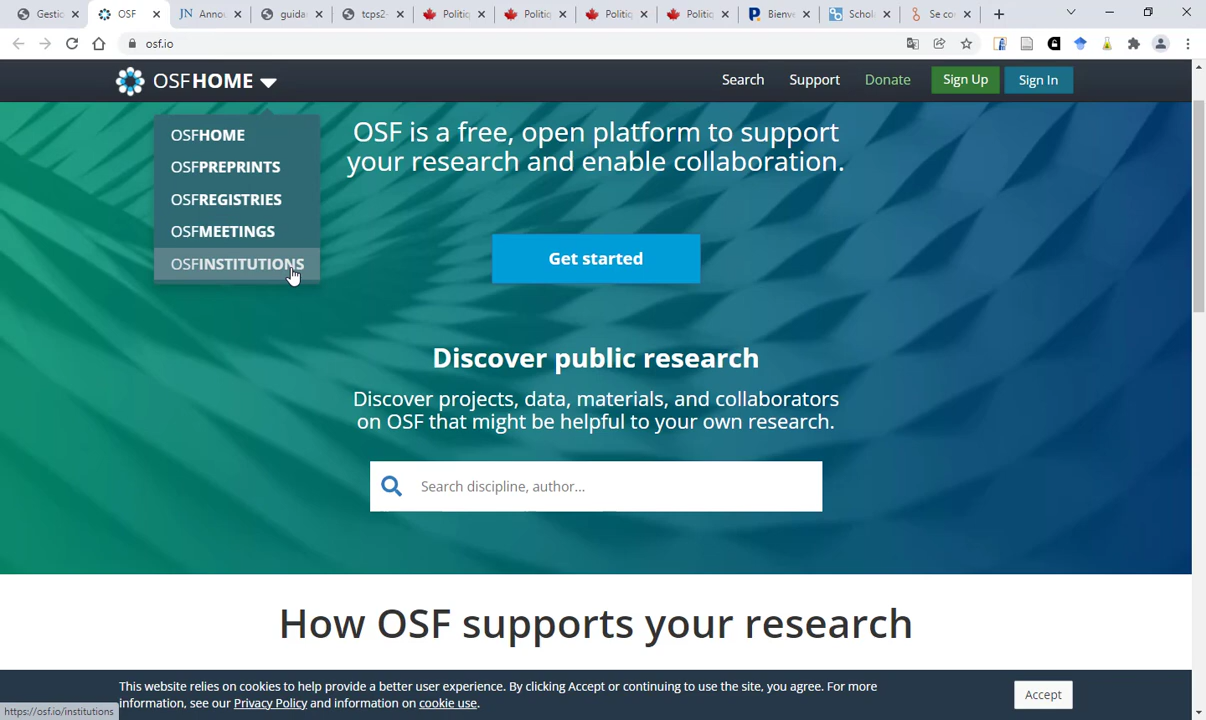 Gestic
OSF
Annou
guida
tcps2-
Politiq
Politiq
Politiq
Politiq
Bienve
Schol
Se co
osf.io
OSFHOME
Search
Support
Donate
Sign Up
Sign In
OSFHOME
OSFPREPRINTS
OSFREGISTRIES
OSFMEETINGS
OSFINSTITUTIONS
OSF is a free, open platform to support
your research and enable collaboration.
Get started
Discover public research
Discover projects, data, materials, and collaborators
on OSF that might be helpful to your own research.
Search discipline, author...
How OSF supports your research
This website relies on cookies to help provide a better user experience. By clicking Accept or continuing to use the site, you agree. For more
information, see our Privacy Policy and information on cookie use.
Accept
https://osf.io/institutions